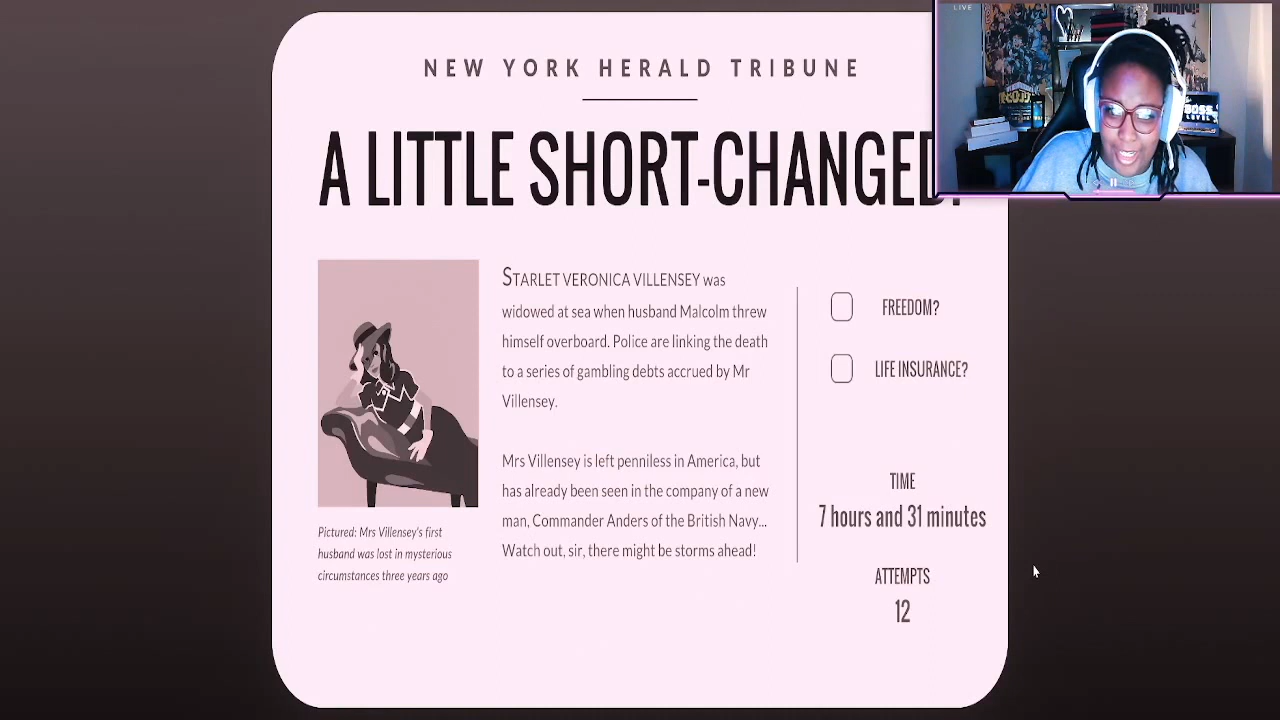 LIVE
NEW YORK HERALD TRIBUNE
A LITTLE SHORT-CHANGED?
STARLET VERONICA VILLENSEY was
widowed at sea when husband Malcolm threw
himself overboard. Police are linking the death
to a series of gambling debts accrued by Mr
Villensey.
Mrs Villensey is left penniless in America, but
has already been seen in the company of a new
man, Commander Anders of the British Navy...
Watch out, sir, there might be storms ahead!
Pictured: Mrs Villensey's first
husband was lost in mysterious
circumstances three years ago
FREEDOM?
LIFE INSURANCE?
TIME
7 hours and 31 minutes
ATTEMPTS
12